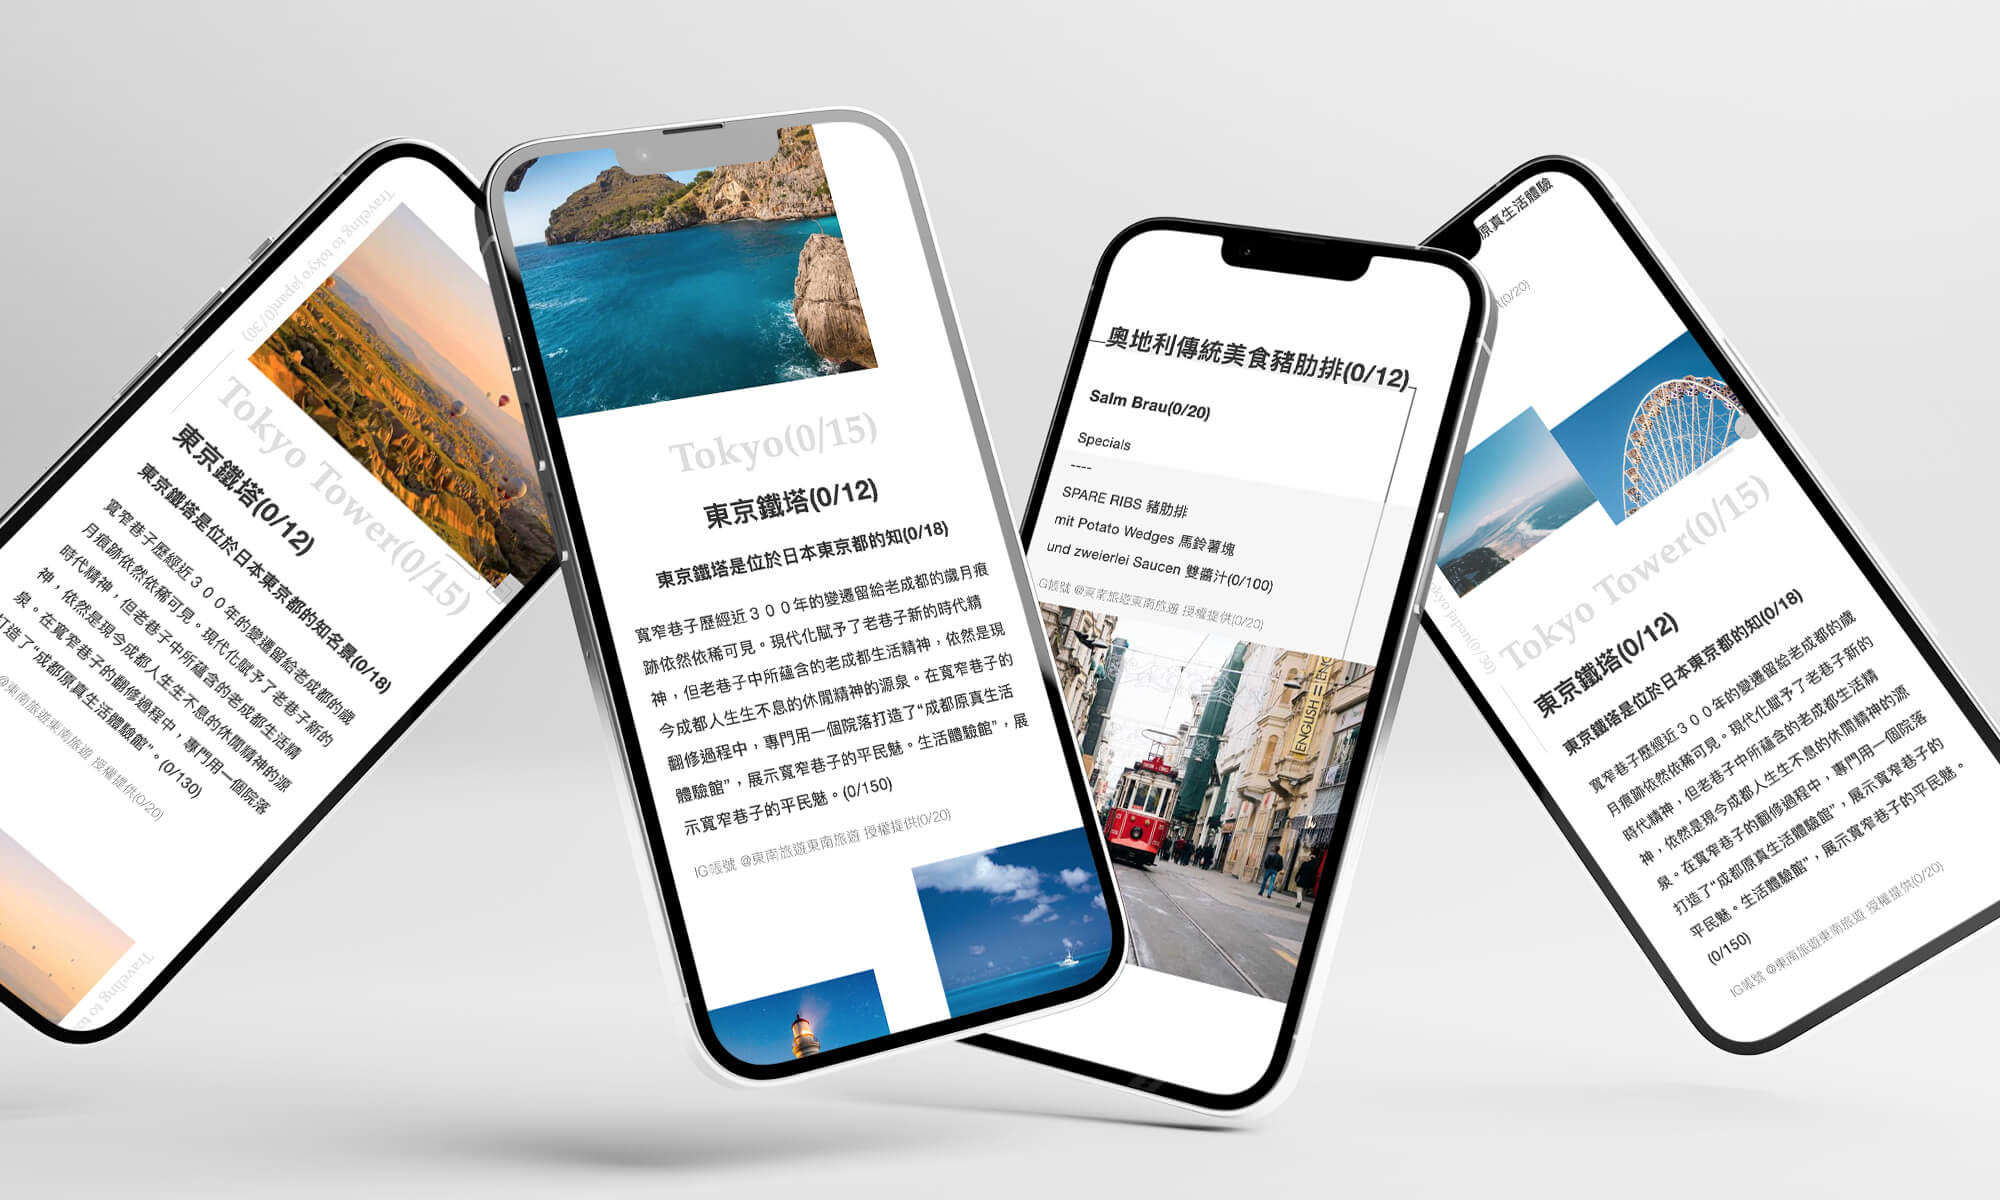 Traveling to tokyo japan(0/30)
Tokyo Tower(0/15)
東京鐵塔(0/12)
東京鐵塔是位於日本東京都的知名景(0/18)
寬窄巷子歷經近３００年的變遷留給老成都的歲
月痕跡依然依稀可見。現代化賦予了老巷子新的
時代精神，但老巷子中所蘊含的老成都生活精
神，依然是現今成都人生生不息的休閒精神的源
泉。在寬窄巷子的翻修過程中，專門用一個院落
打造了“成都原真生活體驗館”。(0/130)
@東南旅遊東南旅遊 授權提供(0/20)
Traveling to to
Tokyo(0/15)
東京鐵塔(0/12)
東京鐵塔是位於日本東京都的知(0/18)
寬窄巷子歷經近３００年的變遷留給老成都的歲月痕
跡依然依稀可見。現代化賦予了老巷子新的時代精
神，但老巷子中所蘊含的老成都生活精神，依然是現
今成都人生生不息的休閒精神的源泉。在寬窄巷子的
翻修過程中，專門用一個院落打造了“成都原真生活
體驗館”，展示寬窄巷子的平民魅。生活體驗館”，展
示寬窄巷子的平民魅。(0/150)
IG帳號 @東南旅遊東南旅遊 授權提供(0/20)
奧地利傳統美食豬肋排(0/12)
Salm Brau(0/20)
Specials
----
SPARE RIBS 豬肋排
mit Potato Wedges 馬鈴薯塊
und zweierlei Saucen 雙醬汁(0/100)
G帳號 @東南旅遊東南旅遊 授權提供(0/20)
ENGLISH = ENG
原真生活體驗
(0/20)
tokyo japan(0/30)
Tokyo Tower(0/15)
東京鐵塔(0/12)
東京鐵塔是位於日本東京都的知(0/18)
寬窄巷子歷經近３００年的變遷留給老成都的歲
月痕跡依然依稀可見。現代化賦予了老巷子新的
時代精神，但老巷子中所蘊含的老成都生活精
神，依然是現今成都人生生不息的休閒精神的源
泉。在寬窄巷子的翻修過程中，專門用一個院落
打造了“成都原真生活體驗館”，展示寬窄巷子的
平民魅。生活體驗館”，展示寬窄巷子的平民魅。
(0/150)
IG帳號 @東南旅遊東南旅遊 授權提供(0/20)